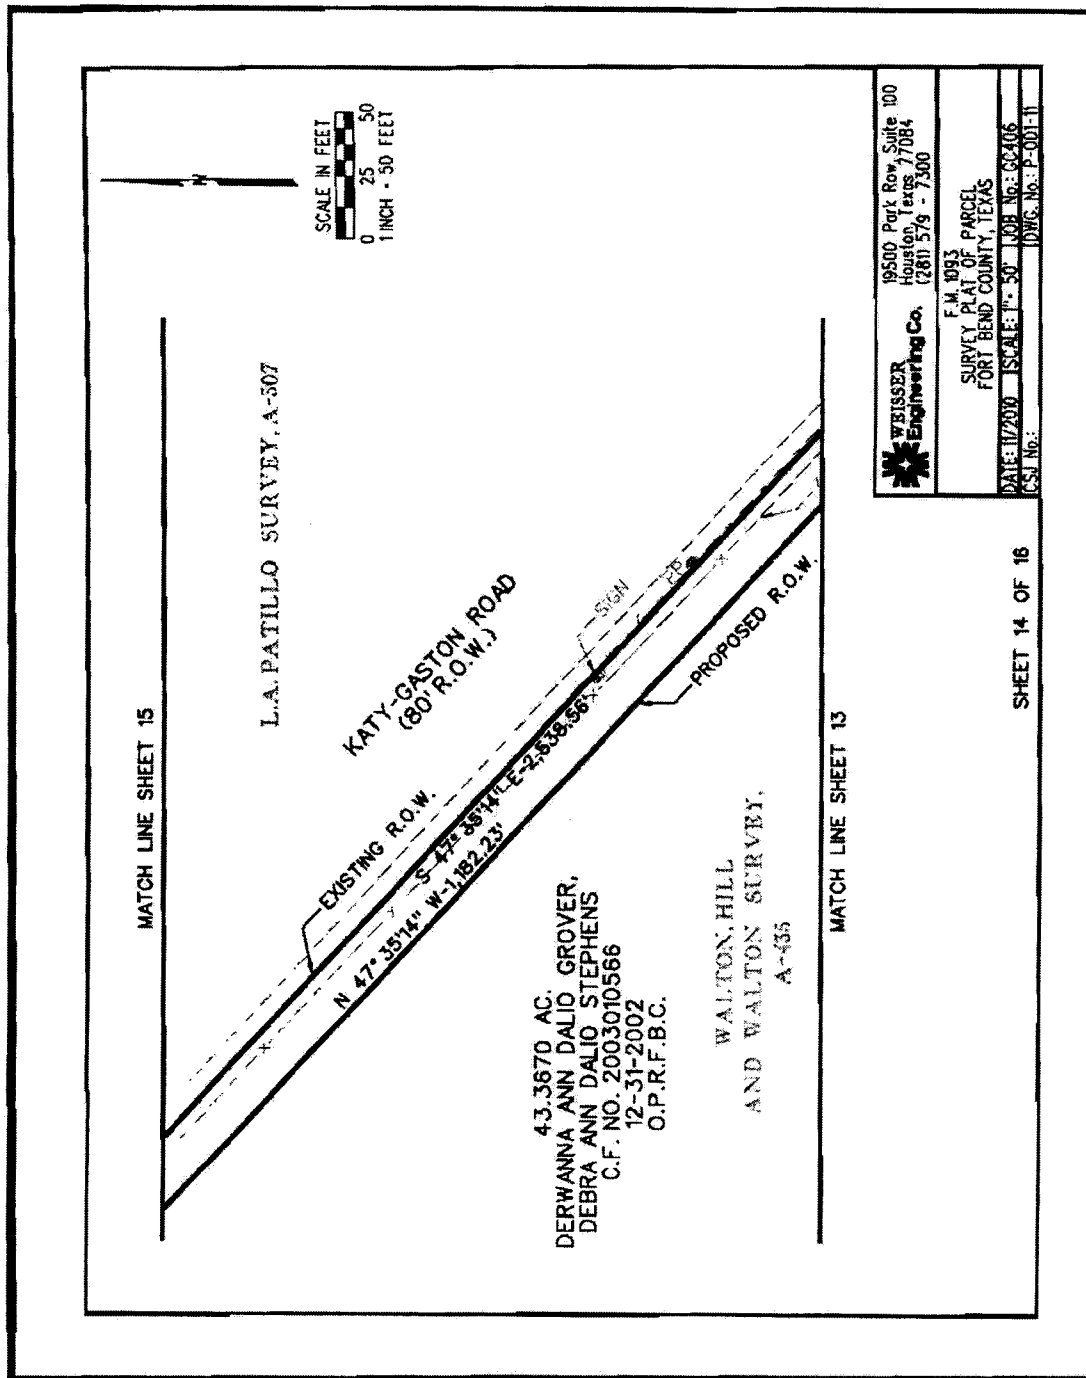 MATCH LINE SHEET 15
SCALE IN FEET
0 25 50
1 INCH = 50 FEET
N
L.A. PATILLO SURVEY, A-307
KATY-GASTON ROAD
(80' R.O.W.)
EXISTING R.O.W.
S 47° 35'14" E-2,638.56'
N 47° 35'14" W-1,182.23'
SIGN
PP
PROPOSED R.O.W.
43.3670 AC.
DERWANNA ANN DALIO GROVER,
DEBRA ANN DALIO STEPHENS
C.F. NO. 2003010566
12-31-2002
O.P.R.F.B.C.
WALTON, HILL
AND WALTON SURVEY,
A-435
MATCH LINE SHEET 13
SHEET 14 OF 16
WEISSER
Engineering Co.
19500 Park Row, Suite 100
Houston, Texas 77084
(281) 579 - 7300
F.M. 1093
SURVEY PLAT OF PARCEL
FORT BEND COUNTY, TEXAS
DATE: 11/2010 SCALE: 1"= 50' JOB No.: GC406
CSJ No.: DWG. No.: P-001-11